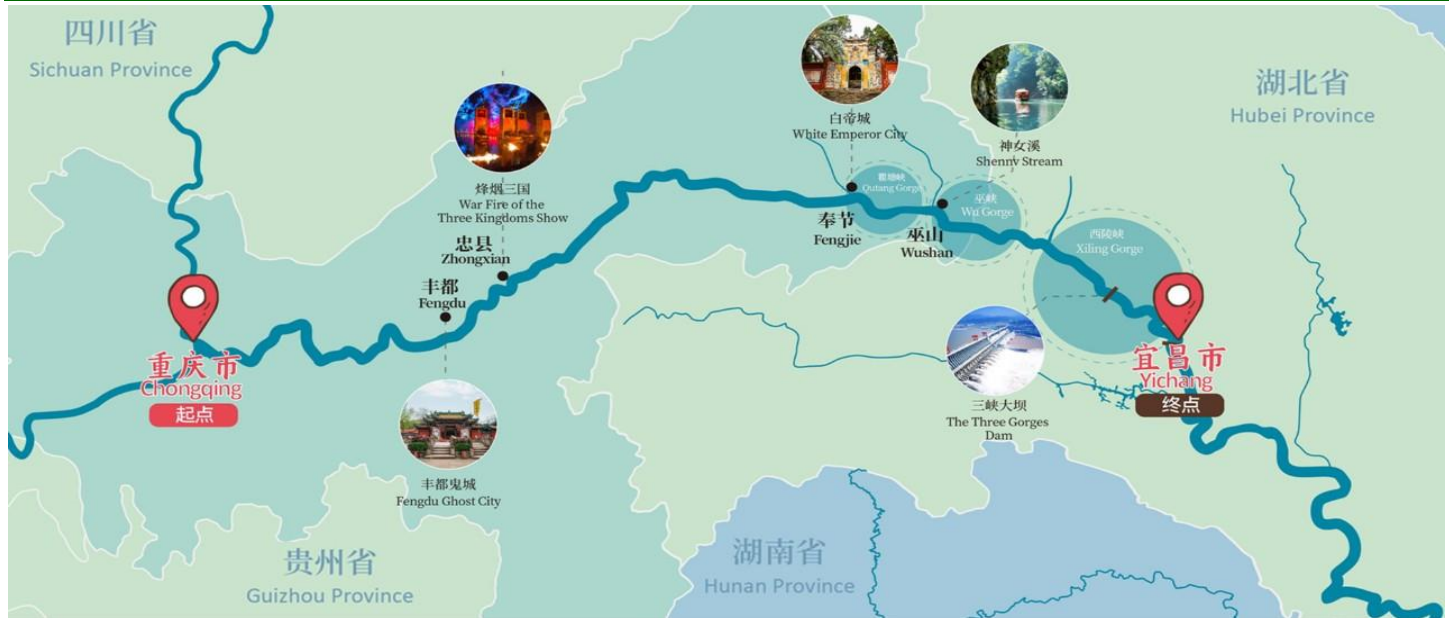 四川省
Sichuan Province
烽烟三国
War Fire of the
Three Kingdoms Show
忠县
Zhongxian
丰都
Fengdu
重庆市
Chongqing
起点
丰都鬼城
Fengdu Ghost City
贵州省
Guizhou Province
白帝城
White Emperor City
神女溪
Shennv Stream
瞿塘峡
Qutang Gorge
奉节
Fengjie
巫峡
Wu Gorge
巫山
Wushan
西陵峡
Xiling Gorge
湖北省
Hubei Province
三峡大坝
The Three Gorges
Dam
宜昌市
Yichang
终点
湖南省
Hunan Province